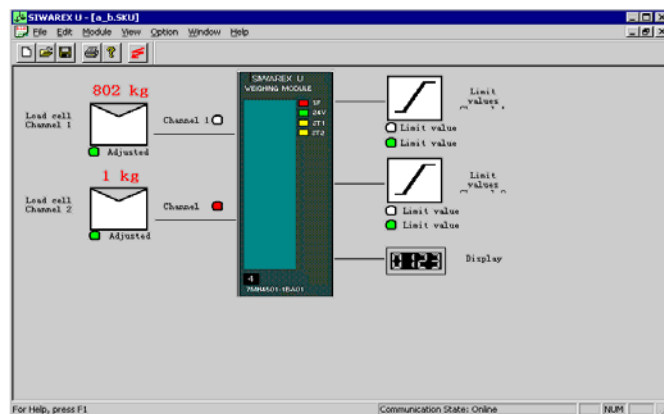 SIWAREX U - [a_b.SKU]
File Edit Module View Option Window Help
802 kg
Load cell
Channel 1
Channel 1
Adjusted
1 kg
Load cell
Channel 2
Channel
Adjusted
SIWAREX U
WEIGHING MODULE
SF
24V
ST1
ST2
4
7MH4601-1BA01
Limit
values
Limit value
Limit value
Limit
values
Limit value
Limit value
Display
For Help, press F1
Communication State: Online
NUM